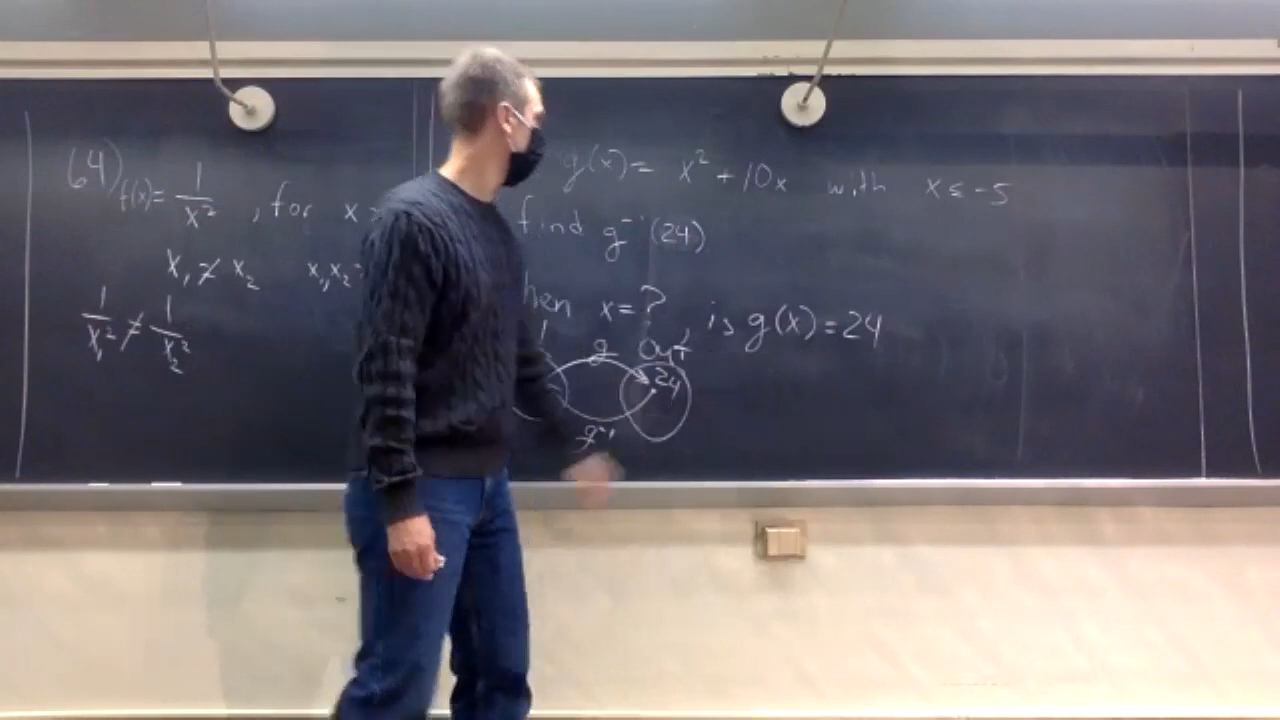 64) f(x)= 1/x² , for x
x₁ ≠ x₂ x₁,x₂
1/x₁² ≠ 1/x₂²
g(x)= x² + 10x with x ≤ -5
find g⁻¹(24)
hen x=? is g(x)=24
g Out
24
g⁻¹